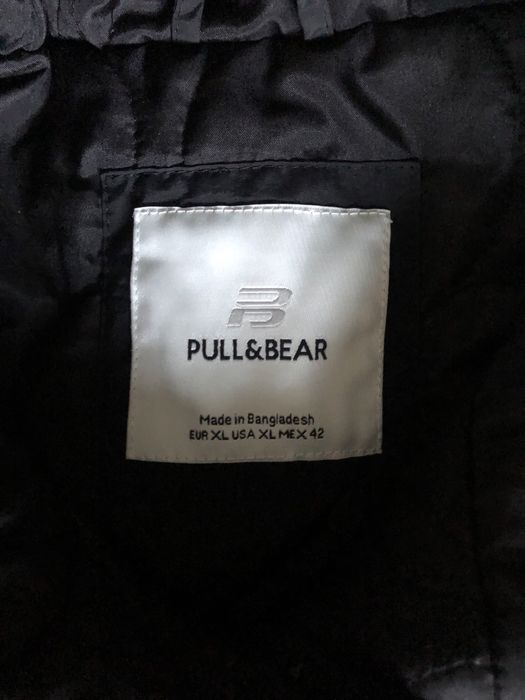 PULL&BEAR
Made in Bangladesh
EUR XL USA XL MEX 42